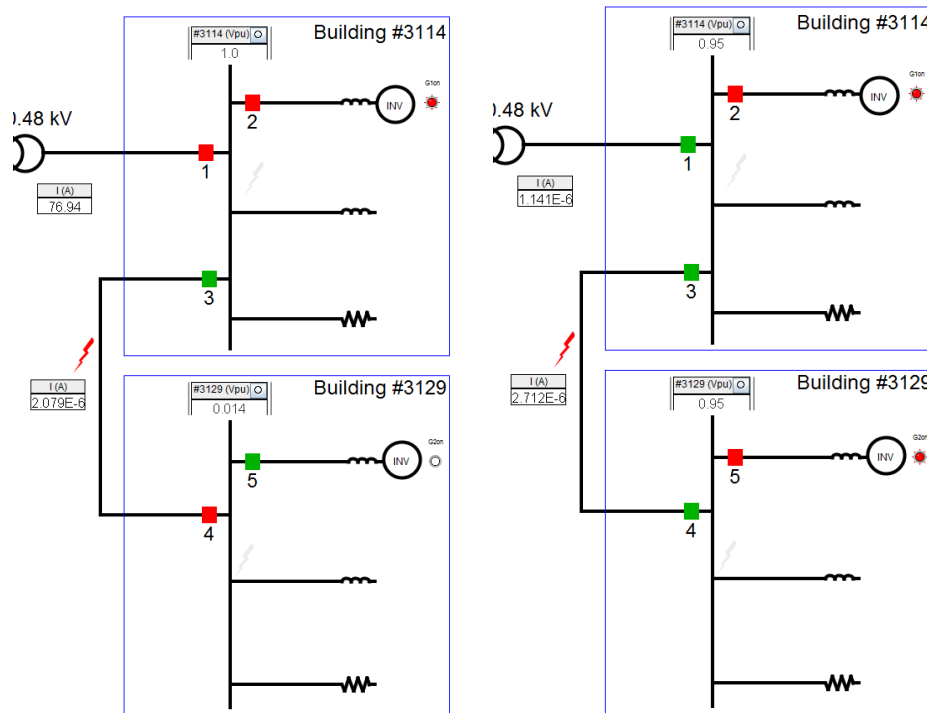 #3114 (Vpu)
1.0
Building #3114
G1on
INV
2
0.48 kV
1
I (A)
76.94
3
I (A)
2.079E-6
#3129 (Vpu)
0.014
Building #3129
G2on
INV
5
4
#3114 (Vpu)
0.95
Building #3114
G1on
INV
2
0.48 kV
1
I (A)
1.141E-6
3
I (A)
2.712E-6
#3129 (Vpu)
0.95
Building #3129
G2on
INV
5
4